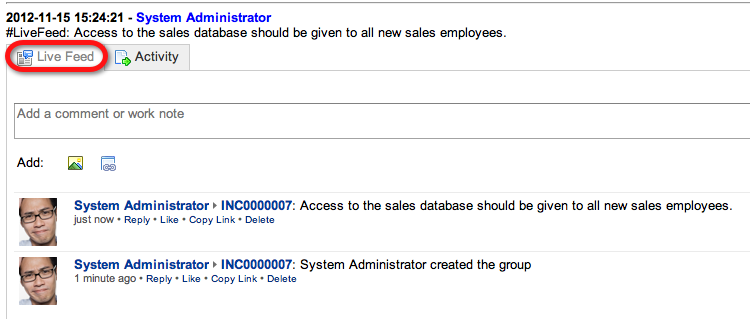 2012-11-15 15:24:21 - System Administrator
#LiveFeed: Access to the sales database should be given to all new sales employees.
Live Feed Activity
Add a comment or work note
Add:
System Administrator ▸ INC0000007: Access to the sales database should be given to all new sales employees.
just now • Reply • Like • Copy Link • Delete
System Administrator ▸ INC0000007: System Administrator created the group
1 minute ago • Reply • Like • Copy Link • Delete